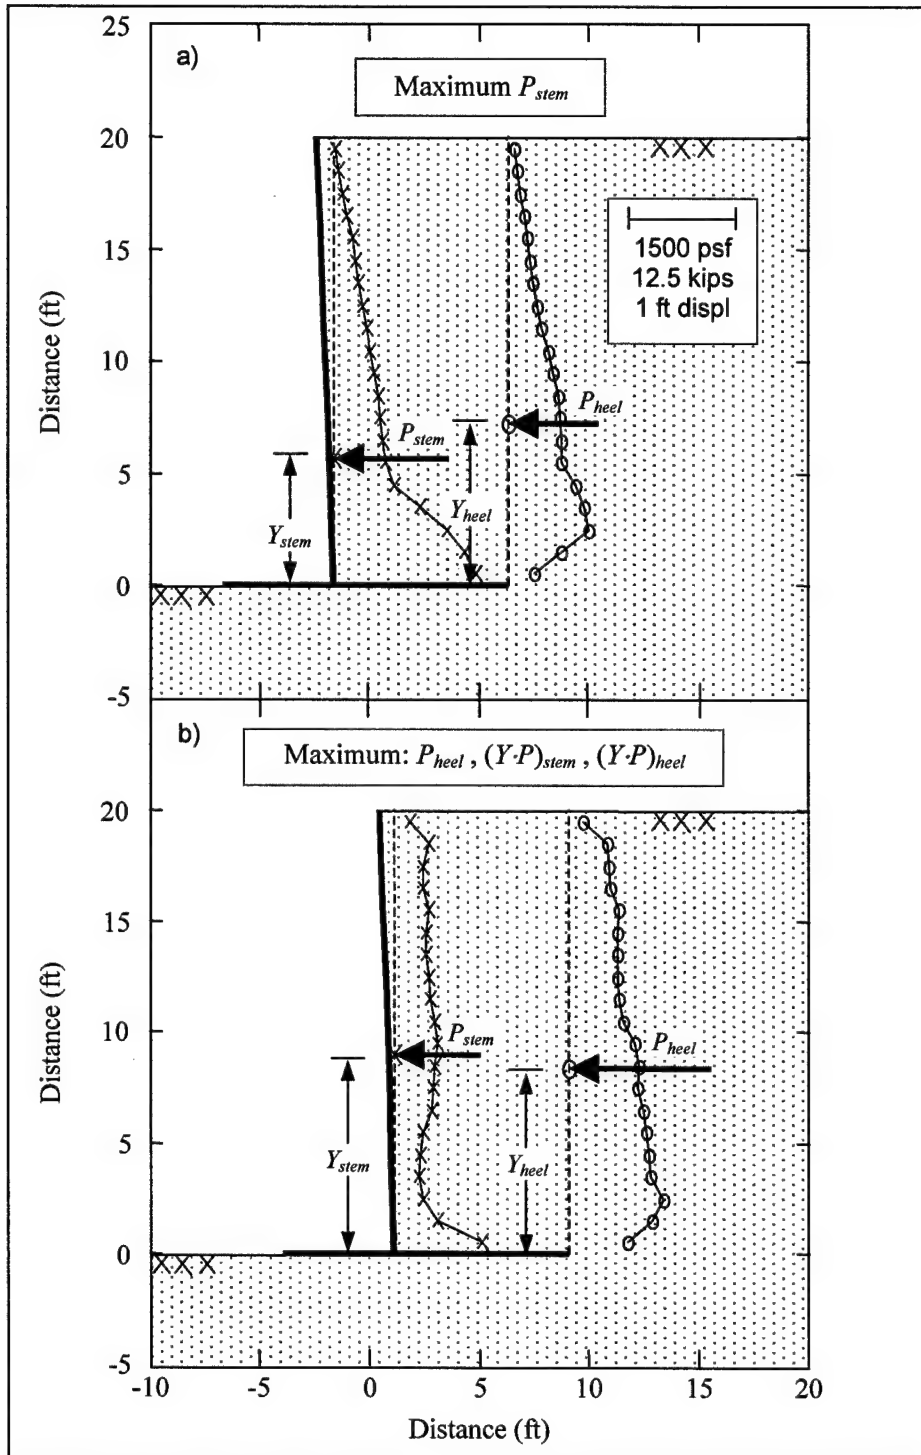 a)
Maximum P_stem
25
20
15
10
5
0
-5
Distance (ft)
1500 psf
12.5 kips
1 ft displ
P_heel
P_stem
Y_heel
Y_stem
b)
Maximum: P_heel , (Y·P)_stem , (Y·P)_heel
20
15
10
5
0
-5
Distance (ft)
P_stem
P_heel
Y_stem
Y_heel
-10 -5 0 5 10 15 20
Distance (ft)